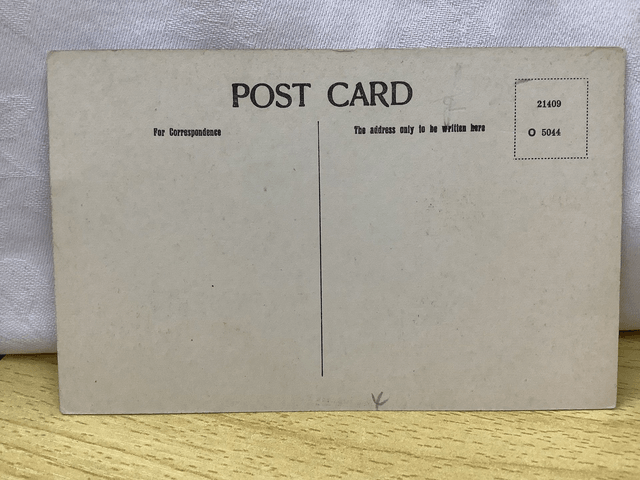 POST CARD
For Correspondence
The address only to be written here
21409
O 5044